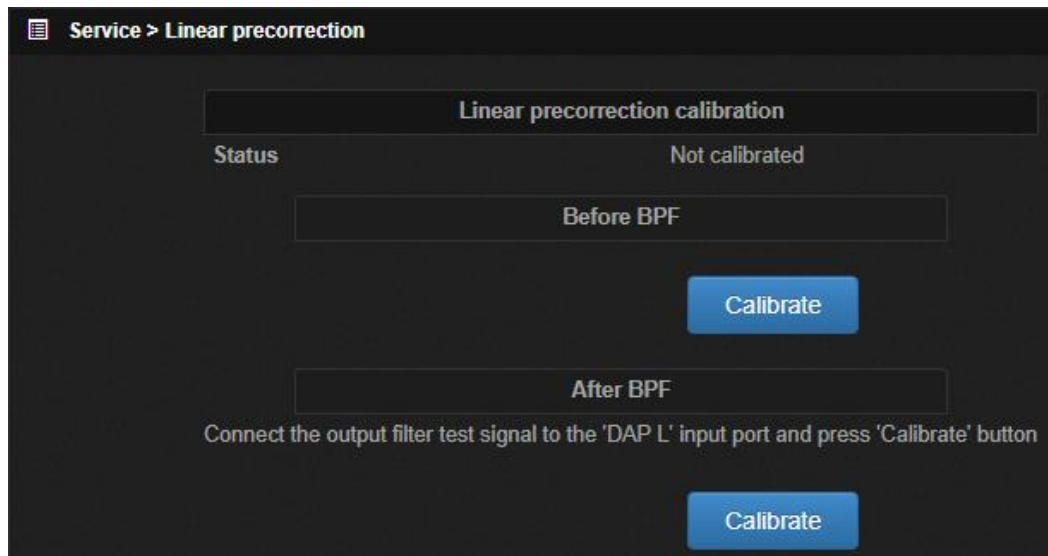 Service > Linear precorrection
Linear precorrection calibration
Status Not calibrated
Before BPF
Calibrate
After BPF
Connect the output filter test signal to the 'DAP L' input port and press 'Calibrate' button
Calibrate